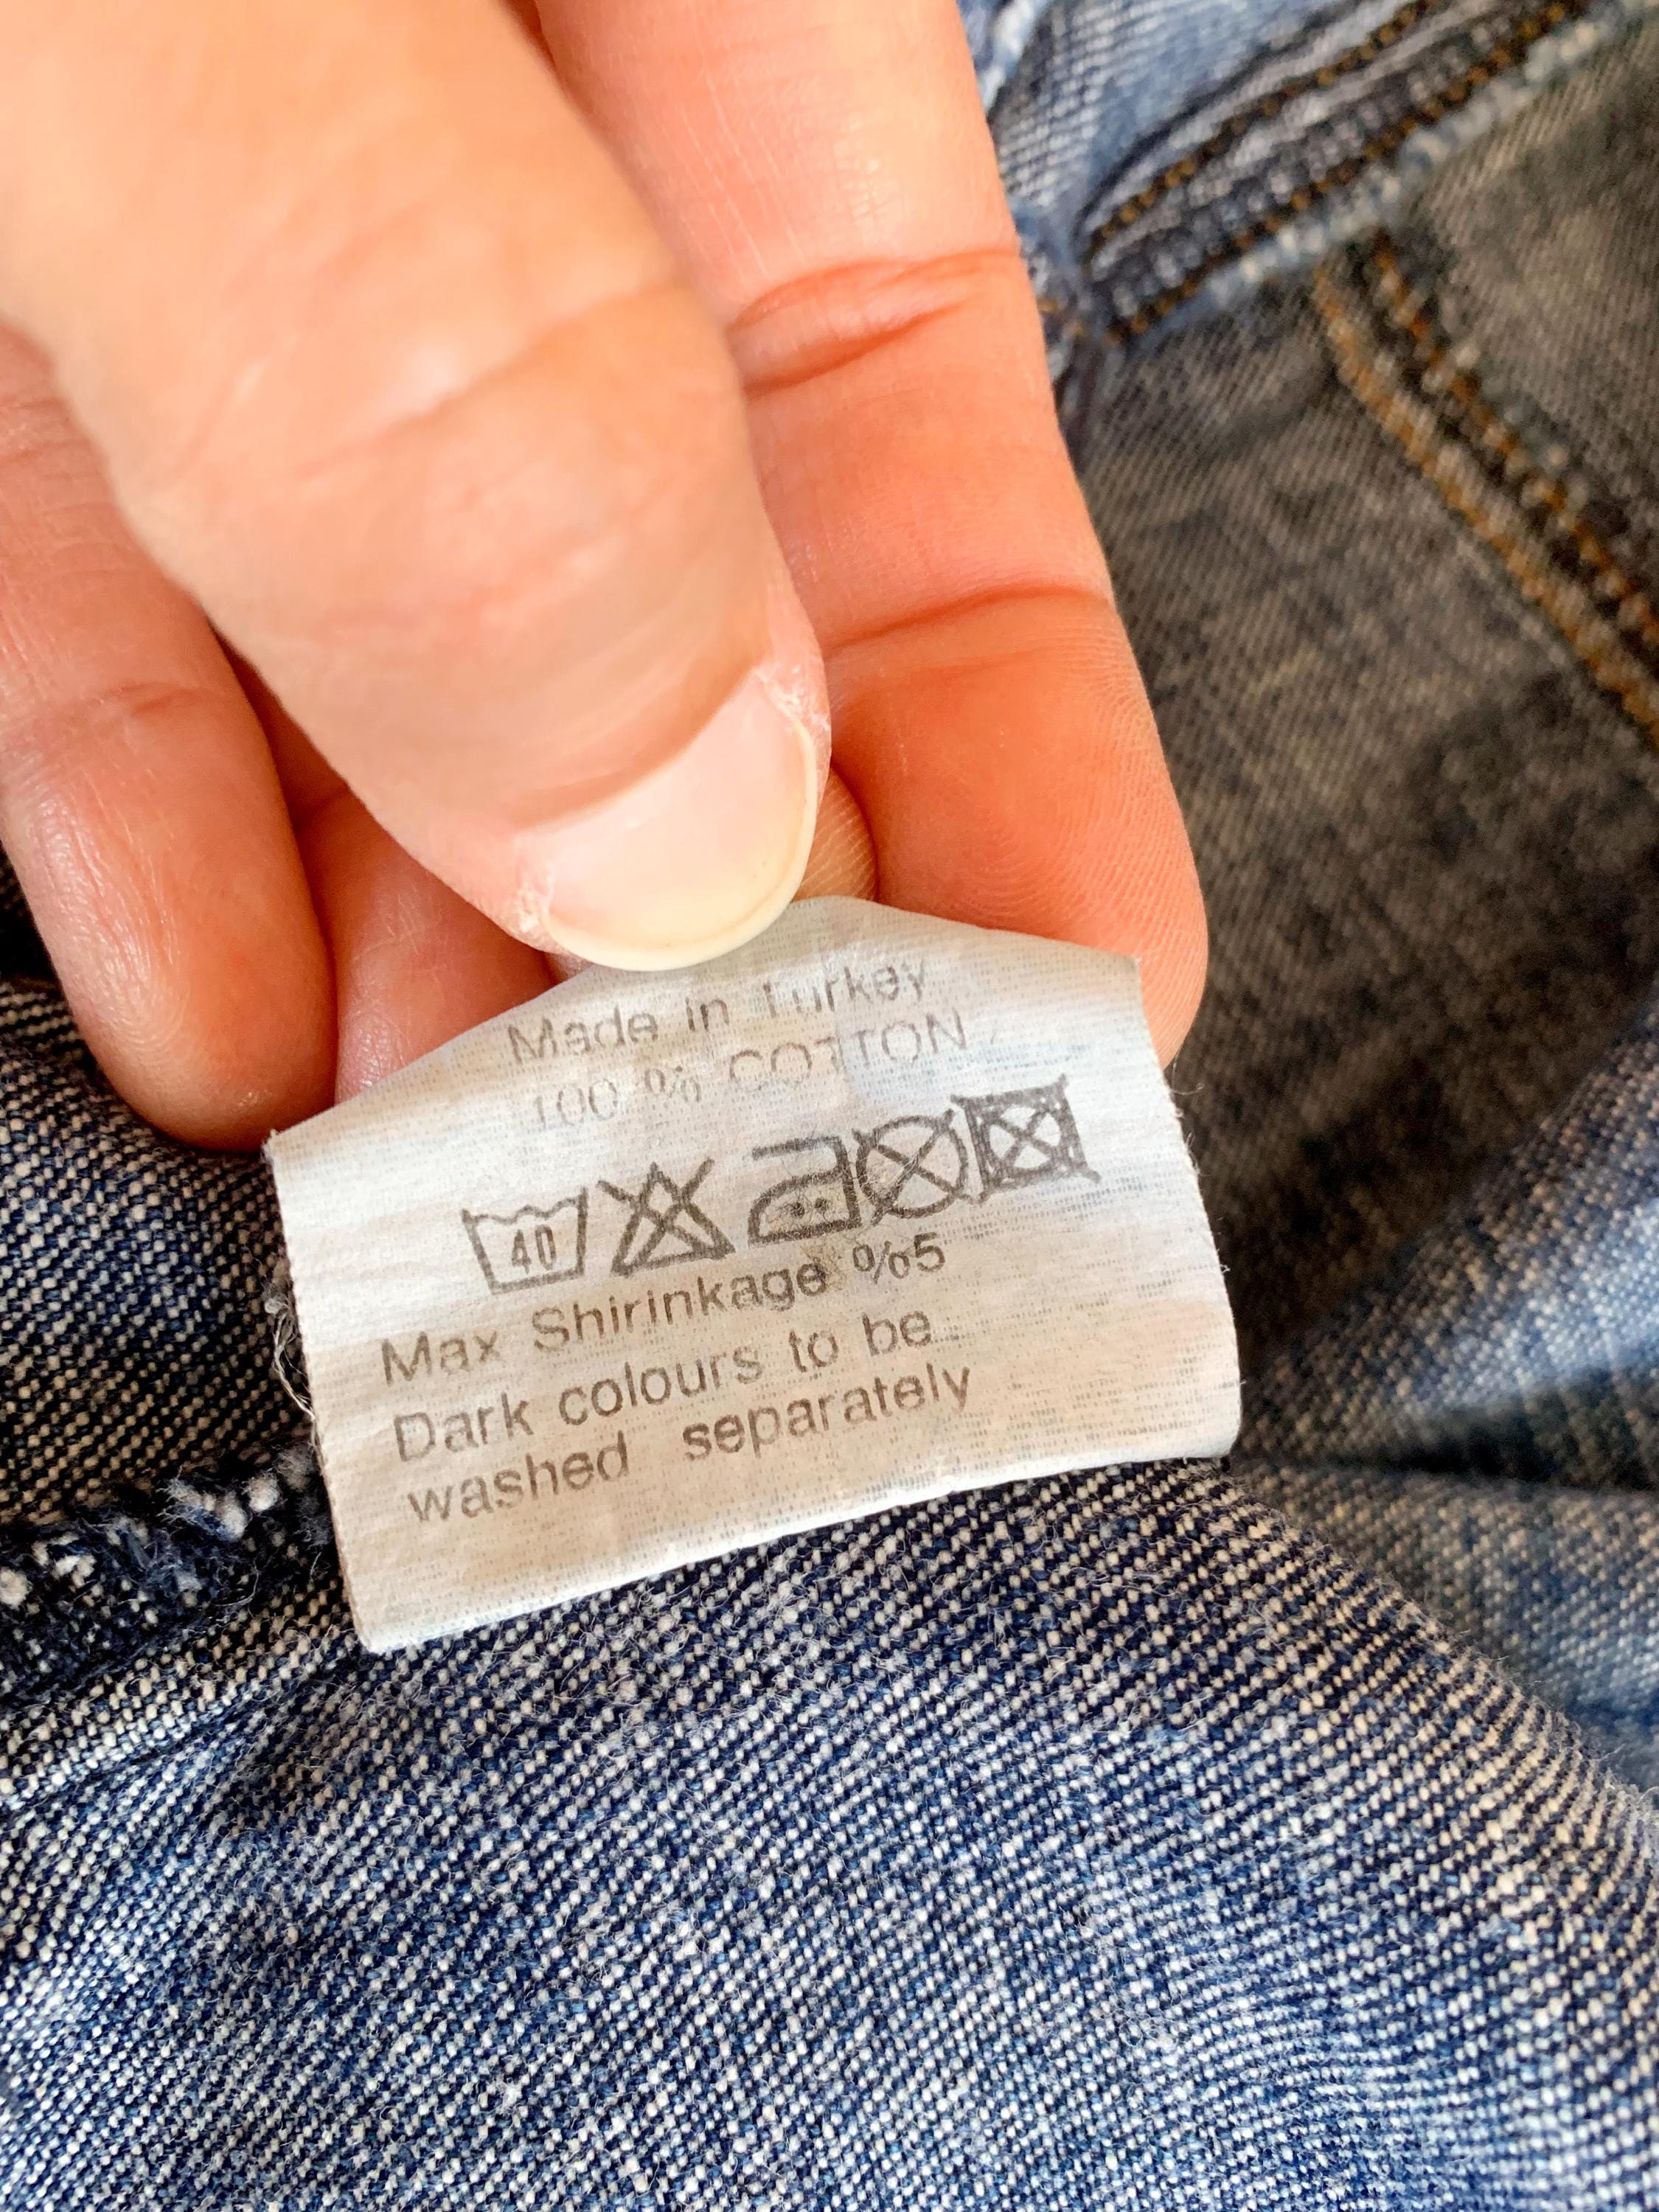 Made in Turkey
100 % COTTON
40
Max Shirinkage %5
Dark colours to be
washed separately